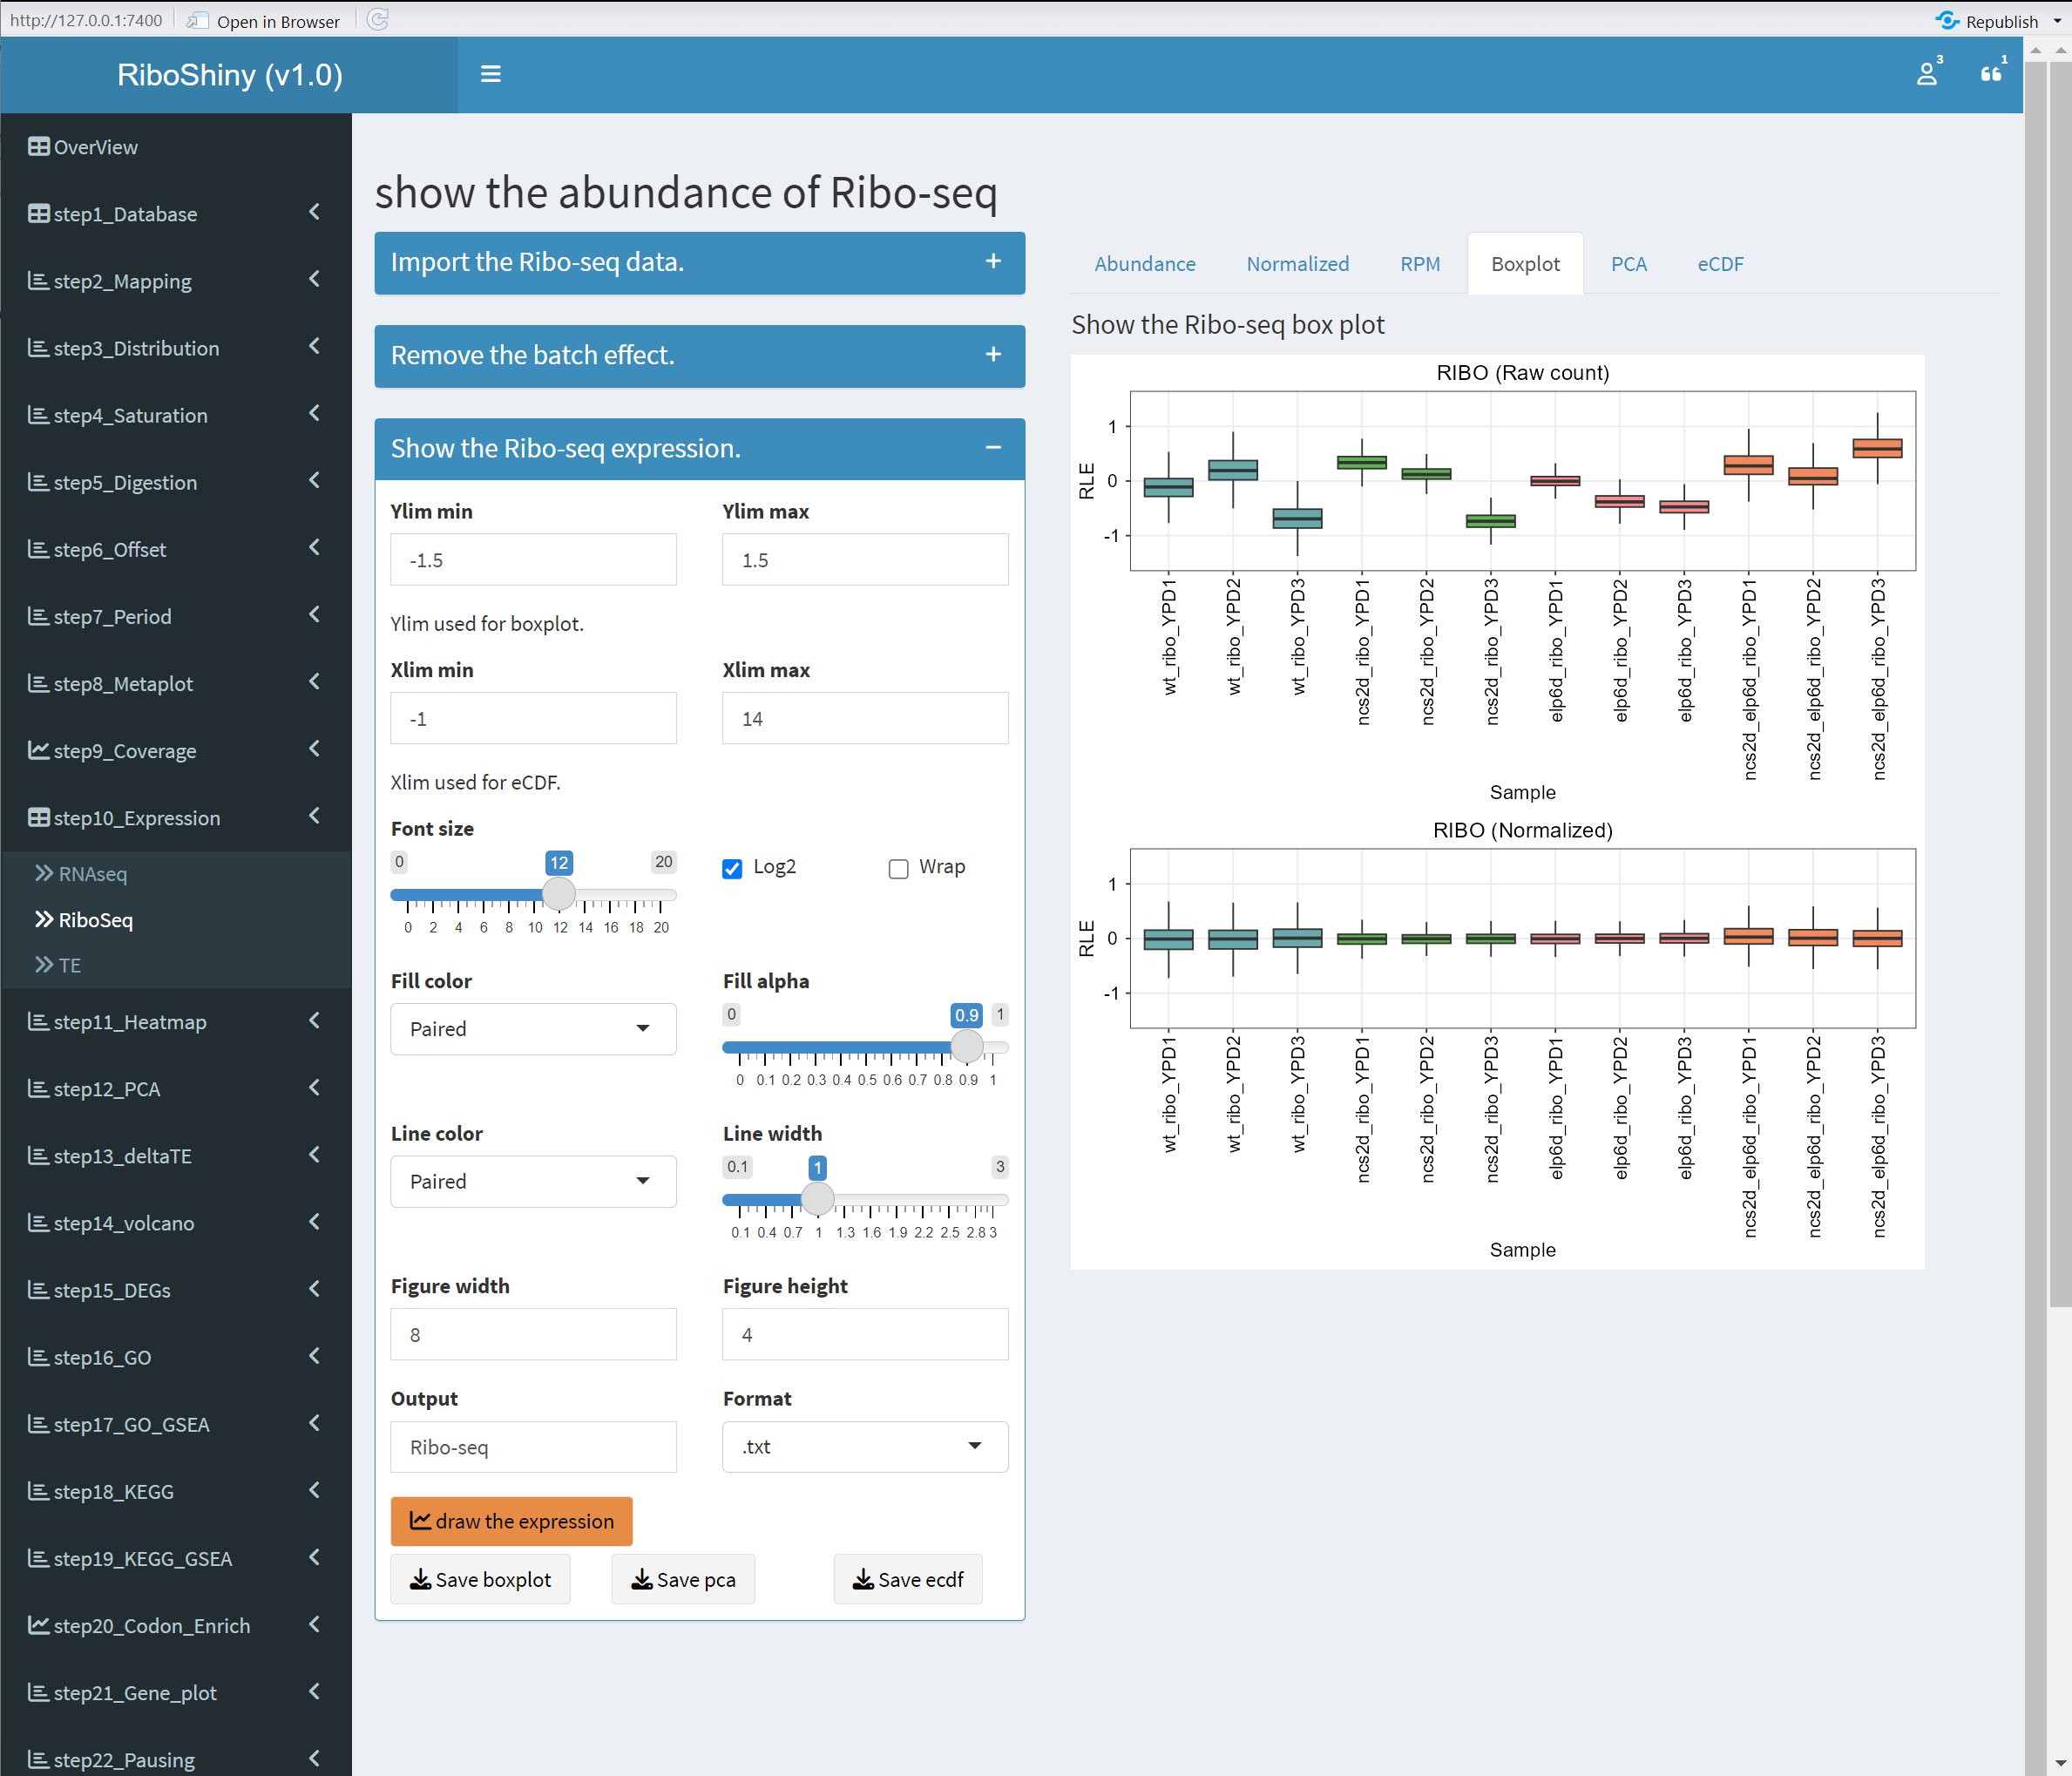 http://127.0.0.1:7400 Open in Browser Republish
RiboShiny (v1.0) 3 1
OverView
step1_Database
step2_Mapping
step3_Distribution
step4_Saturation
step5_Digestion
step6_Offset
step7_Period
step8_Metaplot
step9_Coverage
step10_Expression
RNAseq
RiboSeq
TE
step11_Heatmap
step12_PCA
step13_deltaTE
step14_volcano
step15_DEGs
step16_GO
step17_GO_GSEA
step18_KEGG
step19_KEGG_GSEA
step20_Codon_Enrich
step21_Gene_plot
step22_Pausing
show the abundance of Ribo-seq
Import the Ribo-seq data. +
Remove the batch effect. +
Show the Ribo-seq expression. −
Ylim min Ylim max
-1.5 1.5
Ylim used for boxplot.
Xlim min Xlim max
-1 14
Xlim used for eCDF.
Font size
0 12 20
0 2 4 6 8 10 12 14 16 18 20
Log2 Wrap
Fill color Fill alpha
Paired
0 0.9 1
0 0.1 0.2 0.3 0.4 0.5 0.6 0.7 0.8 0.9 1
Line color Line width
Paired
0.1 1 3
0.1 0.4 0.7 1 1.3 1.6 1.9 2.2 2.5 2.8 3
Figure width Figure height
8 4
Output Format
Ribo-seq .txt
draw the expression
Save boxplot Save pca Save ecdf
Abundance Normalized RPM Boxplot PCA eCDF
Show the Ribo-seq box plot
RIBO (Raw count)
RLE
1
0
-1
wt_ribo_YPD1
wt_ribo_YPD2
wt_ribo_YPD3
ncs2d_ribo_YPD1
ncs2d_ribo_YPD2
ncs2d_ribo_YPD3
elp6d_ribo_YPD1
elp6d_ribo_YPD2
elp6d_ribo_YPD3
ncs2d_elp6d_ribo_YPD1
ncs2d_elp6d_ribo_YPD2
ncs2d_elp6d_ribo_YPD3
Sample
RIBO (Normalized)
RLE
1
0
-1
wt_ribo_YPD1
wt_ribo_YPD2
wt_ribo_YPD3
ncs2d_ribo_YPD1
ncs2d_ribo_YPD2
ncs2d_ribo_YPD3
elp6d_ribo_YPD1
elp6d_ribo_YPD2
elp6d_ribo_YPD3
ncs2d_elp6d_ribo_YPD1
ncs2d_elp6d_ribo_YPD2
ncs2d_elp6d_ribo_YPD3
Sample